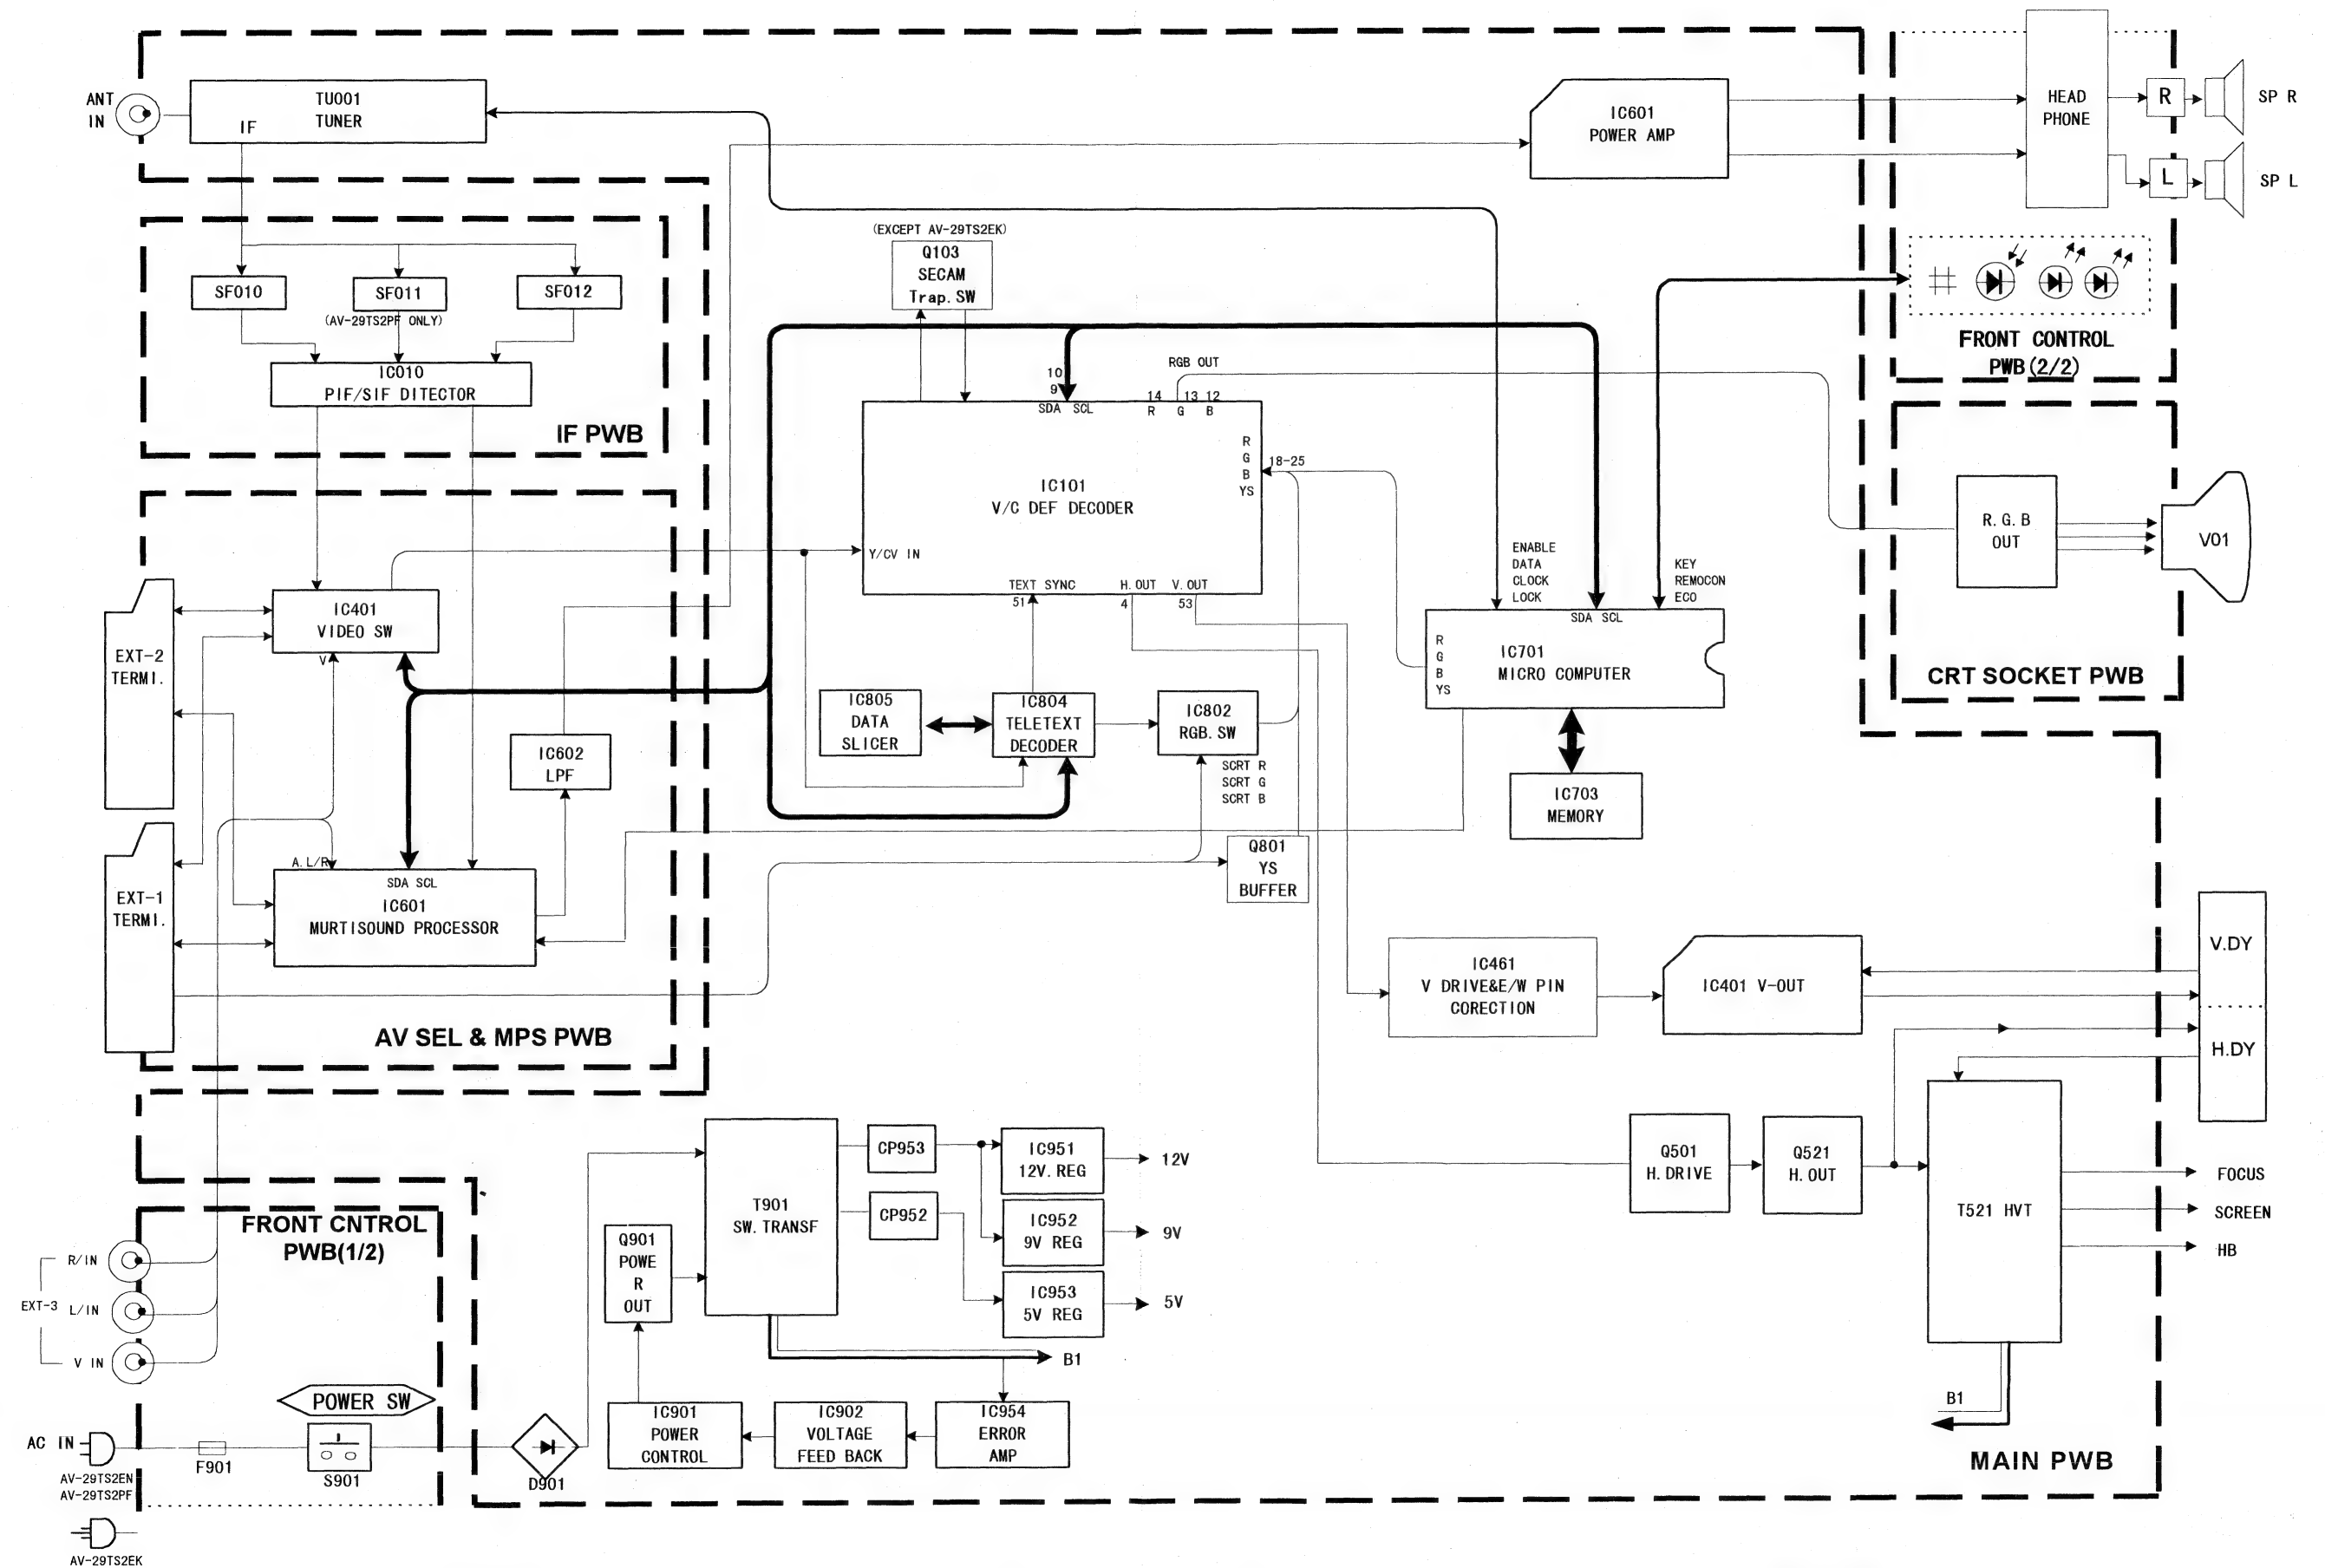 ANT
IN
TU001
TUNER
IF
IC601
POWER AMP
HEAD
PHONE
R
SP R
L
SP L
(EXCEPT AV-29TS2EK)
Q103
SECAM
Trap.SW
SF010
SF011
(AV-29TS2PF ONLY)
SF012
IC010
PIF/SIF DITECTOR
IF PWB
FRONT CONTROL
PWB(2/2)
RGB OUT
10
9
SDA SCL
14 13 12
R G B
R
G
B
YS
18-25
IC101
V/C DEF DECODER
Y/CV IN
TEXT SYNC
51
H.OUT
4
V.OUT
53
R.G.B
OUT
V01
CRT SOCKET PWB
ENABLE
DATA
CLOCK
LOCK
KEY
REMOCON
ECO
SDA SCL
R
G
B
YS
IC701
MICRO COMPUTER
IC703
MEMORY
EXT-2
TERMI.
IC401
VIDEO SW
V
IC602
LPF
IC805
DATA
SLICER
IC804
TELETEXT
DECODER
IC802
RGB.SW
SCRT R
SCRT G
SCRT B
Q801
YS
BUFFER
EXT-1
TERMI.
A.L/R
SDA SCL
IC601
MURTISOUND PROCESSOR
AV SEL & MPS PWB
IC461
V DRIVE&E/W PIN
CORECTION
IC401 V-OUT
V.DY
H.DY
Q501
H.DRIVE
Q521
H.OUT
T521 HVT
FOCUS
SCREEN
HB
B1
MAIN PWB
FRONT CNTROL
PWB(1/2)
R/IN
EXT-3
L/IN
V IN
POWER SW
AC IN
AV-29TS2EN
AV-29TS2PF
F901
S901
D901
AV-29TS2EK
T901
SW.TRANSF
Q901
POWE
R
OUT
CP953
CP952
IC951
12V.REG
12V
IC952
9V REG
9V
IC953
5V REG
5V
B1
IC901
POWER
CONTROL
IC902
VOLTAGE
FEED BACK
IC954
ERROR
AMP